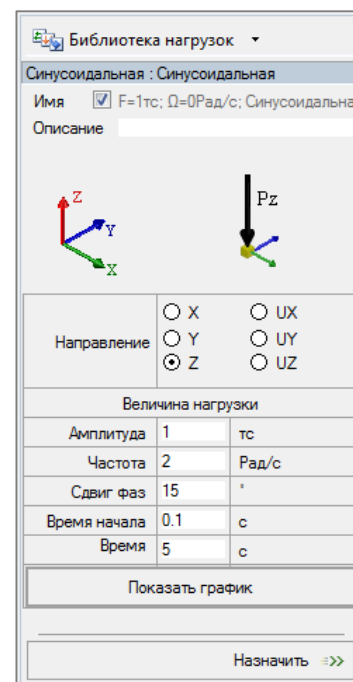 Библиотека нагрузок
Синусоидальная : Синусоидальная
Имя F=1тс; Ω=0Рад/с; Синусоидальна
Описание
Z
Y
X
Pz
Направление
X UX
Y UY
Z UZ
Величина нагрузки
Амплитуда 1 тс
Частота 2 Рад/с
Сдвиг фаз 15 °
Время начала 0.1 с
Время 5 с
Показать график
Назначить